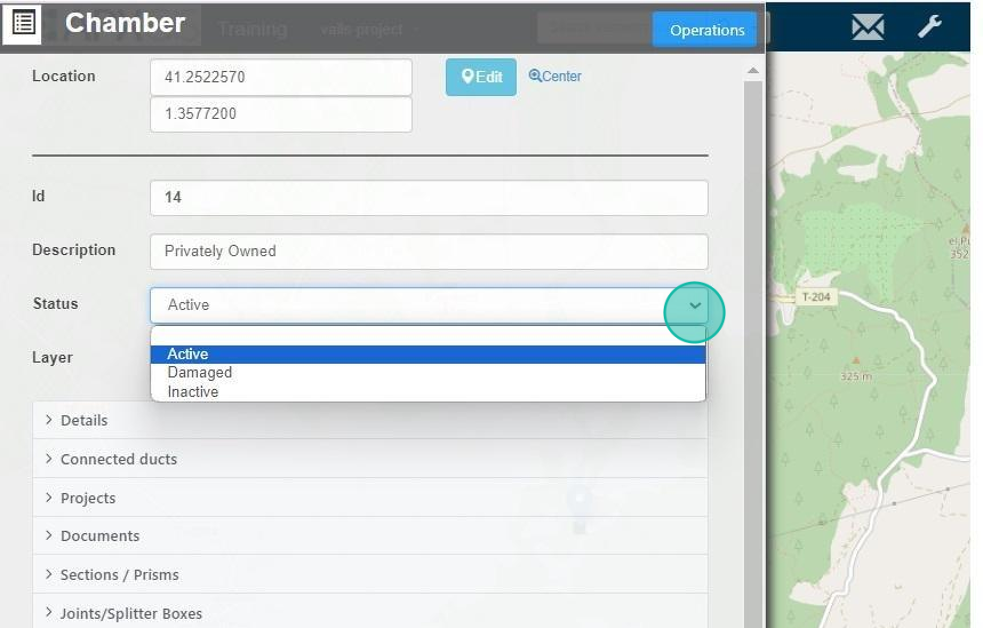 Chamber
Training
valls-project
Operations
Location
41.2522570
Edit
Center
1.3577200
Id
14
Description
Privately Owned
Status
Active
Active
Damaged
Inactive
Layer
Details
Connected ducts
Projects
Documents
Sections / Prisms
Joints/Splitter Boxes
T-204
325 m
el Pu
352